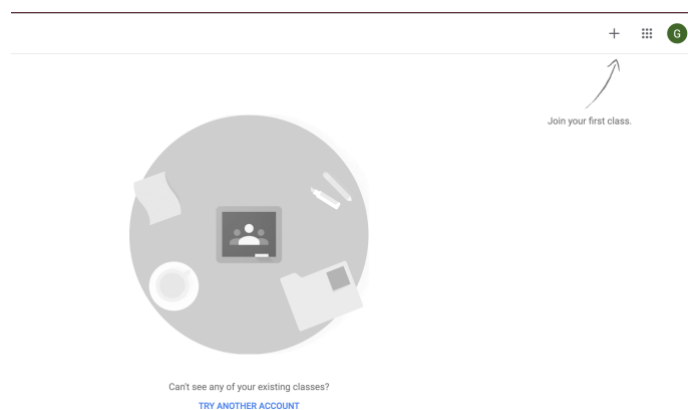 G
Join your first class.
Can't see any of your existing classes?
TRY ANOTHER ACCOUNT